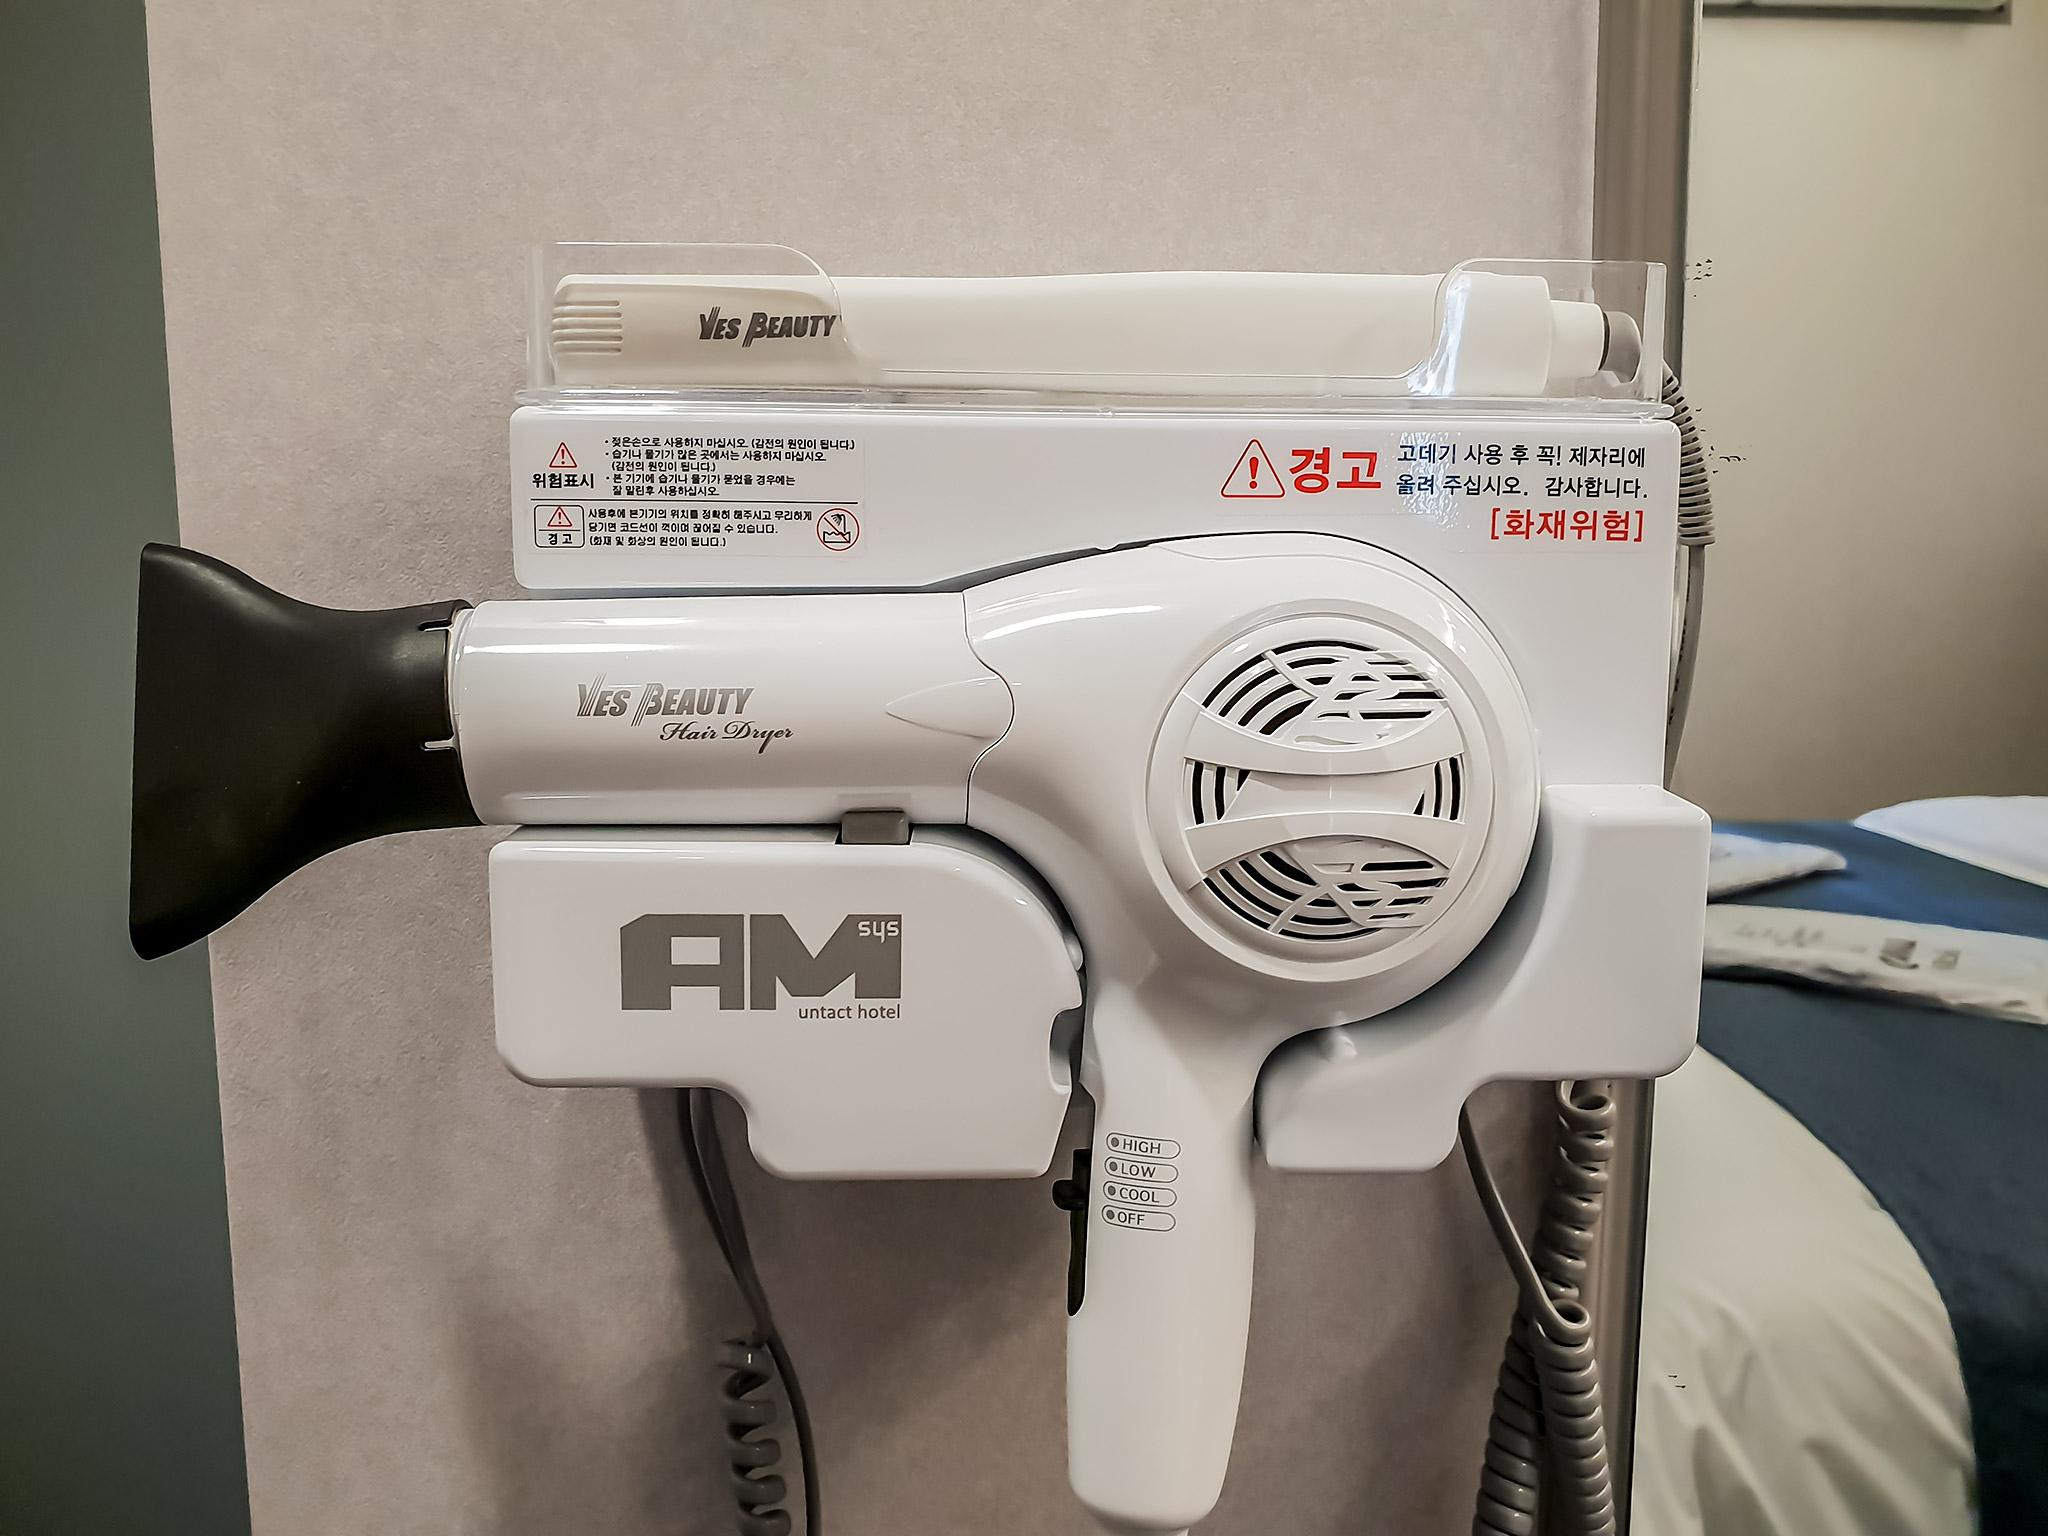 YES BEAUTY
위험표시
• 젖은손으로 사용하지 마십시오. (감전의 원인이 됩니다.)
• 습기나 물기가 많은 곳에서는 사용하지 마십시오.
(감전의 원인이 됩니다.)
• 본 기기에 습기나 물기가 묻었을 경우에는
잘 말린후 사용하십시오.
경고
사용후에 본기기의 위치를 정확히 해주시고 무리하게
당기면 코드선이 꺽이며 끊어질 수 있습니다.
(화재 및 화상의 원인이 됩니다.)
경고
고데기 사용 후 꼭! 제자리에
올려 주십시오. 감사합니다.
[화재위험]
YES BEAUTY
Hair Dryer
AM sys
untact hotel
HIGH
LOW
COOL
OFF